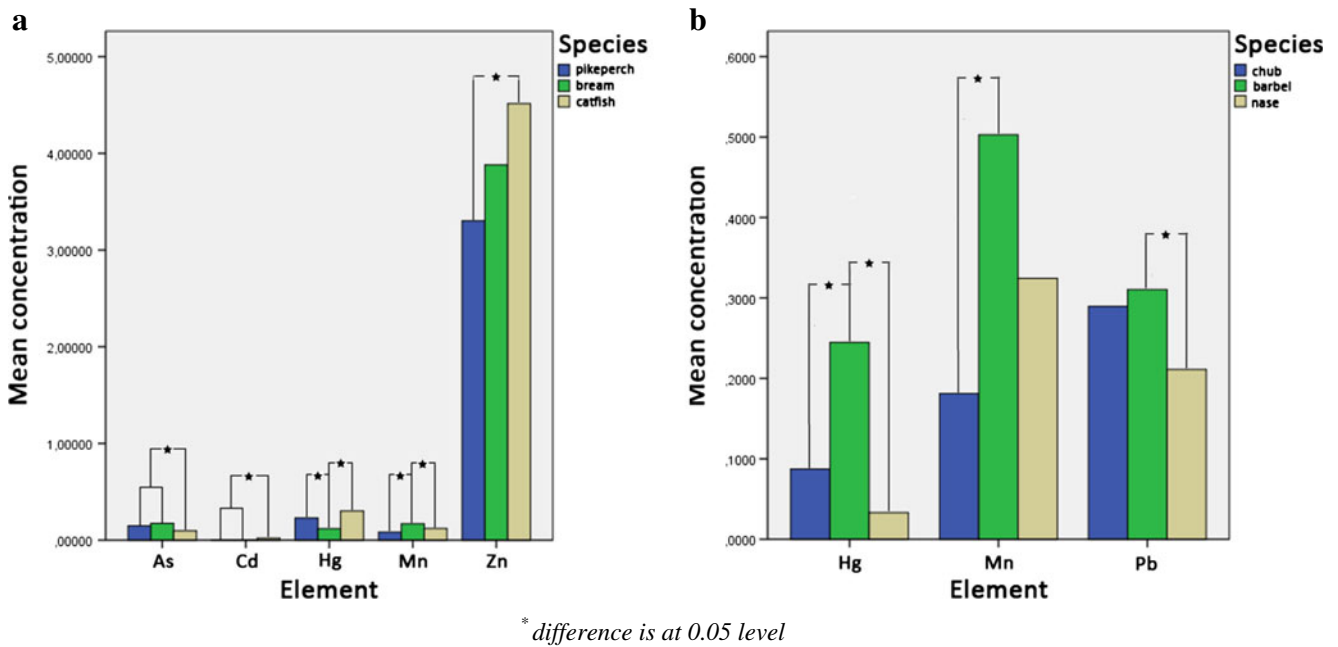 a
5,00000
4,00000
3,00000
2,00000
1,00000
,00000
Mean concentration
As Cd Hg Mn Zn
Element
Species
pikeperch
bream
catfish
★
★
★ ★
★ ★
★
b
,6000
,5000
,4000
,3000
,2000
,1000
,0000
Mean concentration
Hg Mn Pb
Element
Species
chub
barbel
nase
★ ★
★
★
* difference is at 0.05 level